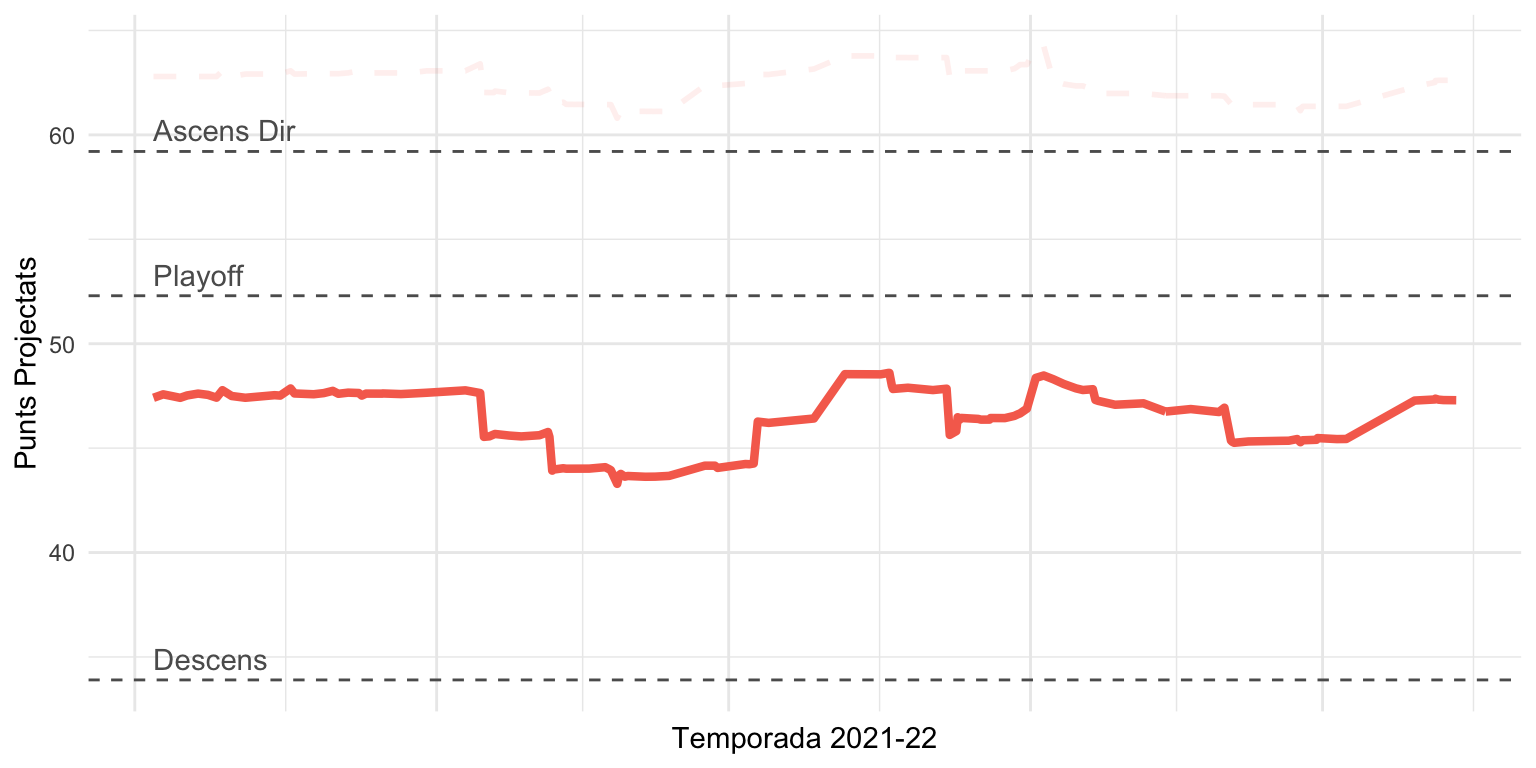 60
Ascens Dir
Playoff
50
40
Descens
Punts Projectats
Temporada 2021-22